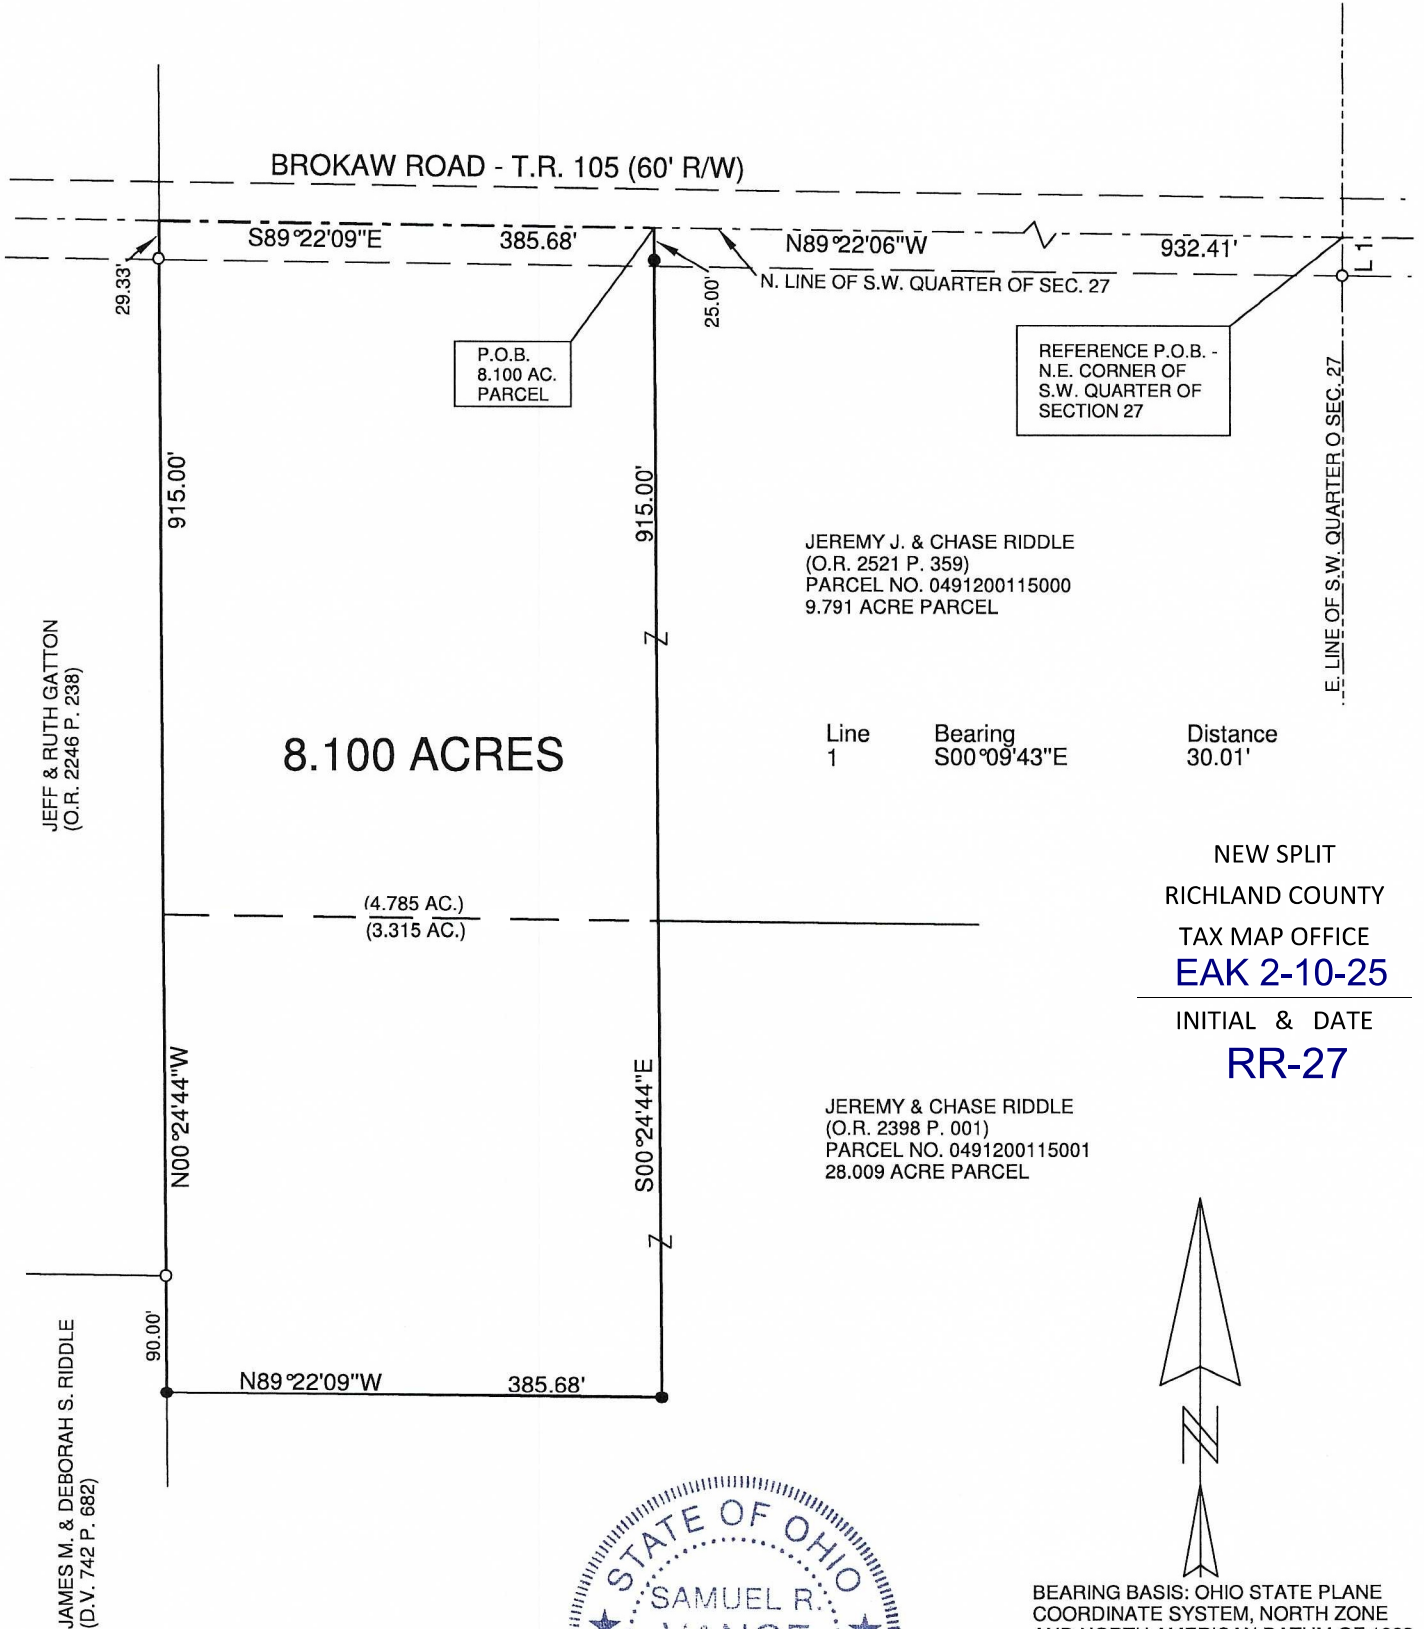 BROKAW ROAD - T.R. 105 (60' R/W)
S89°22'09"E 385.68'
N89°22'06"W 932.41'
L 1
29.33'
25.00'
N. LINE OF S.W. QUARTER OF SEC. 27
P.O.B.
8.100 AC.
PARCEL
REFERENCE P.O.B. -
N.E. CORNER OF
S.W. QUARTER OF
SECTION 27
E. LINE OF S.W. QUARTER O SEC. 27
915.00'
915.00'
JEREMY J. & CHASE RIDDLE
(O.R. 2521 P. 359)
PARCEL NO. 0491200115000
9.791 ACRE PARCEL
JEFF & RUTH GATTON
(O.R. 2246 P. 238)
8.100 ACRES
Line Bearing Distance
1 S00°09'43"E 30.01'
NEW SPLIT
RICHLAND COUNTY
TAX MAP OFFICE
EAK 2-10-25
INITIAL & DATE
RR-27
(4.785 AC.)
(3.315 AC.)
N00°24'44"W
S00°24'44"E
JEREMY & CHASE RIDDLE
(O.R. 2398 P. 001)
PARCEL NO. 0491200115001
28.009 ACRE PARCEL
90.00'
N89°22'09"W 385.68'
JAMES M. & DEBORAH S. RIDDLE
(D.V. 742 P. 682)
N
STATE OF OHIO
SAMUEL R.
VANCE
BEARING BASIS: OHIO STATE PLANE
COORDINATE SYSTEM, NORTH ZONE
AND NORTH AMERICAN DATUM OF